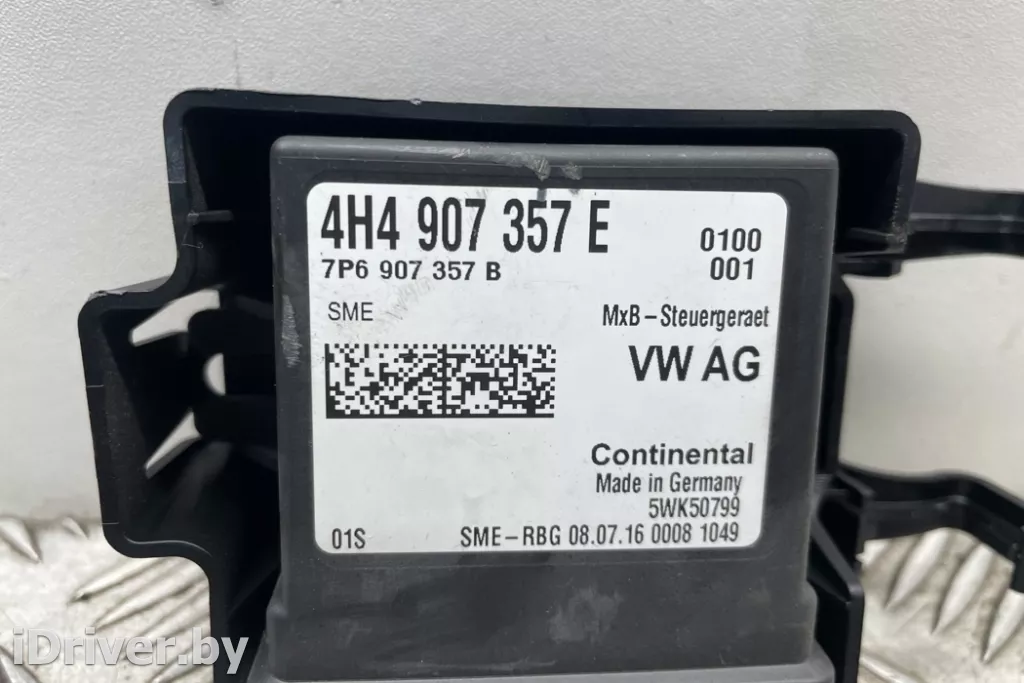 4H4 907 357 E
0100
7P6 907 357 B
001
SME
MxB-Steuergeraet
VW AG
Continental
Made in Germany
5WK50799
01S
SME-RBG 08.07.16 0008 1049
iDriver.by